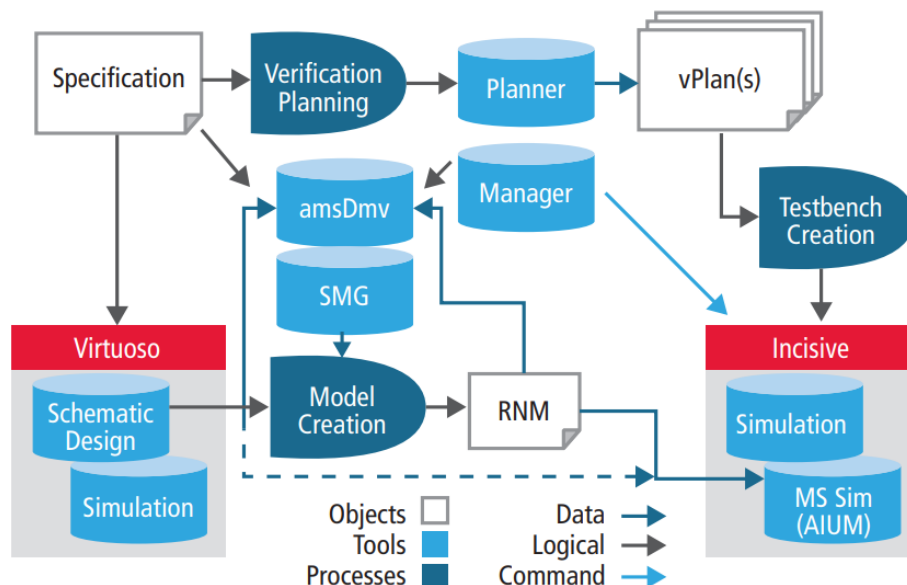 Specification
Verification
Planning
Planner
vPlan(s)
amsDmv
Manager
Testbench
Creation
SMG
Virtuoso
Incisive
Schematic
Design
Model
Creation
RNM
Simulation
Simulation
MS Sim
(AIUM)
Objects
Data
Tools
Logical
Processes
Command